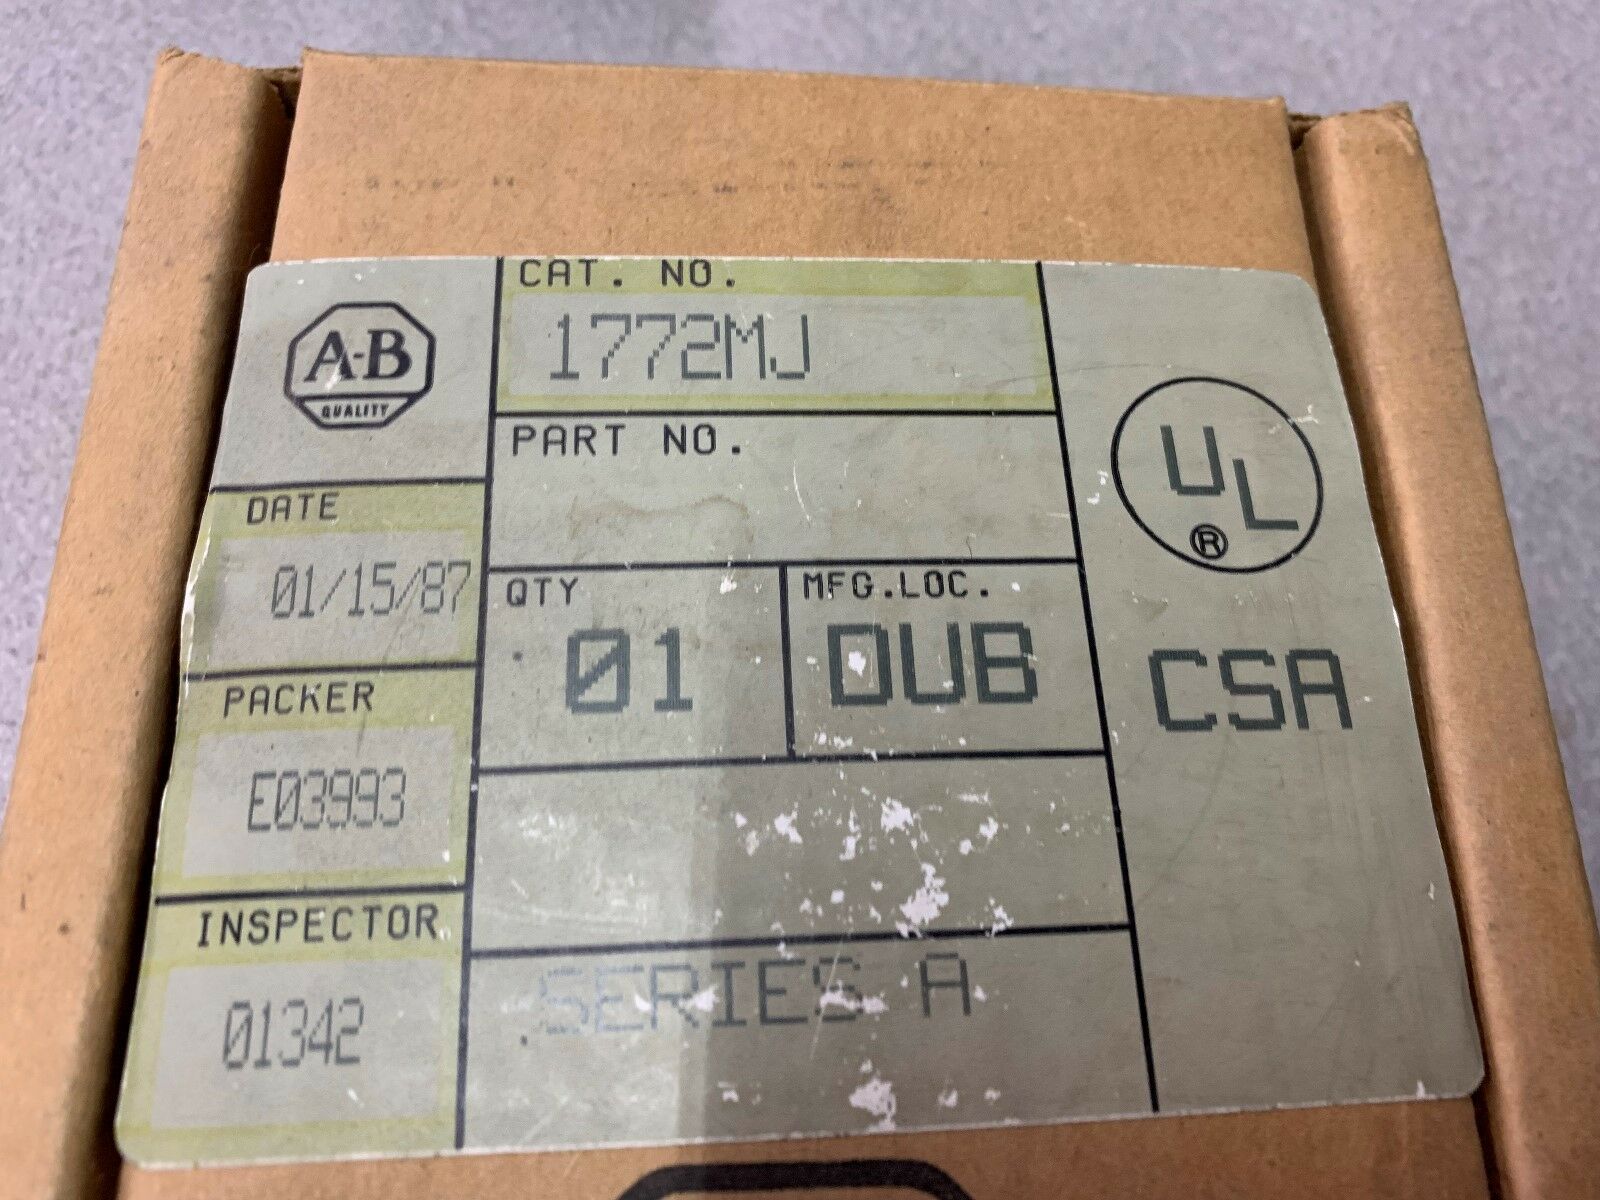 A-B
QUALITY
CAT. NO.
1772MJ
PART NO.
DATE
01/15/87
QTY
01
MFG.LOC.
DUB
PACKER
E03993
INSPECTOR
01342
SERIES A
UL
®
CSA